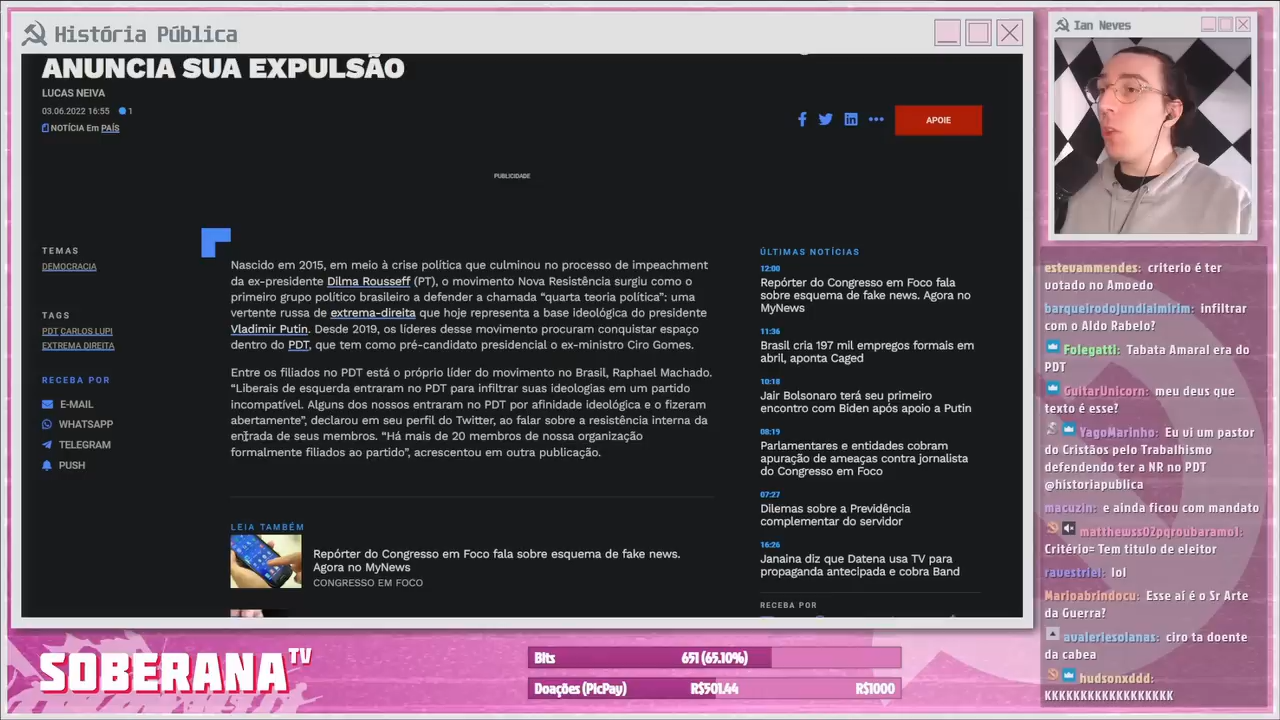 História Pública
ANUNCIA SUA EXPULSÃO
LUCAS NEIVA
03.06.2022 16:55 1
NOTÍCIA Em PAÍS
APOIE
PUBLICIDADE
TEMAS
DEMOCRACIA
TAGS
PDT CARLOS LUPI
EXTREMA DIREITA
RECEBA POR
E-MAIL
WHATSAPP
TELEGRAM
PUSH
Nascido em 2015, em meio à crise política que culminou no processo de impeachment
da ex-presidente Dilma Rousseff (PT), o movimento Nova Resistência surgiu como o
primeiro grupo político brasileiro a defender a chamada “quarta teoria política”: uma
vertente russa de extrema-direita que hoje representa a base ideológica do presidente
Vladimir Putin. Desde 2019, os líderes desse movimento procuram conquistar espaço
dentro do PDT, que tem como pré-candidato presidencial o ex-ministro Ciro Gomes.
Entre os filiados no PDT está o próprio líder do movimento no Brasil, Raphael Machado.
“Liberais de esquerda entraram no PDT para infiltrar suas ideologias em um partido
incompatível. Alguns dos nossos entraram no PDT por afinidade ideológica e o fizeram
abertamente”, declarou em seu perfil do Twitter, ao falar sobre a resistência interna da
entrada de seus membros. “Há mais de 20 membros de nossa organização
formalmente filiados ao partido”, acrescentou em outra publicação.
LEIA TAMBÉM
Repórter do Congresso em Foco fala sobre esquema de fake news.
Agora no MyNews
CONGRESSO EM FOCO
ÚLTIMAS NOTÍCIAS
12:00
Repórter do Congresso em Foco fala
sobre esquema de fake news. Agora no
MyNews
11:36
Brasil cria 197 mil empregos formais em
abril, aponta Caged
10:18
Jair Bolsonaro terá seu primeiro
encontro com Biden após apoio a Putin
08:19
Parlamentares e entidades cobram
apuração de ameaças contra jornalista
do Congresso em Foco
07:27
Dilemas sobre a Previdência
complementar do servidor
16:26
Janaina diz que Datena usa TV para
propaganda antecipada e cobra Band
RECEBA POR
Ian Neves
estevammendes: criterio é ter
votado no Amoedo
barqueirodojundiaimirim: infiltrar
com o Aldo Rabelo?
Folegatti: Tabata Amaral era do
PDT
GuitarUnicorn: meu deus que
texto é esse?
YagoMarinho: Eu vi um pastor
do Cristãos pelo Trabalhismo
defendendo ter a NR no PDT
@historiapublica
macuzin: e ainda ficou com mandato
matthewss0Zpqroubaramo1:
Critério= Tem titulo de eleitor
ravestriel: lol
Marioabrindocu: Esse aí é o Sr Arte
da Guerra?
avaleriesolanas: ciro ta doente
da cabea
hudsonxddd:
KKKKKKKKKKKKKKKKKK
SOBERANA TV
Bits 651 (65.10%)
Doações (PicPay) R$501.44 R$1000